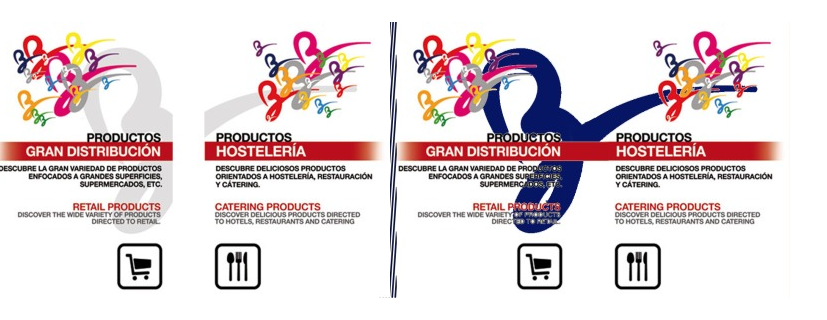 PRODUCTOS
GRAN DISTRIBUCIÓN
DESCUBRE LA GRAN VARIEDAD DE PRODUCTOS
ENFOCADOS A GRANDES SUPERFICIES,
SUPERMERCADOS, ETC.
RETAIL PRODUCTS
DISCOVER THE WIDE VARIETY OF PRODUCTS
DIRECTED TO RETAIL.
PRODUCTOS
HOSTELERÍA
DESCUBRE DELICIOSOS PRODUCTOS
ORIENTADOS A HOSTELERÍA, RESTAURACIÓN
Y CÁTERING.
CATERING PRODUCTS
DISCOVER DELICIOUS PRODUCTS DIRECTED
TO HOTELS, RESTAURANTS AND CATERING
PRODUCTOS
GRAN DISTRIBUCIÓN
DESCUBRE LA GRAN VARIEDAD DE PRODUCTOS
ENFOCADOS A GRANDES SUPERFICIES,
SUPERMERCADOS, ETC.
RETAIL PRODUCTS
DISCOVER THE WIDE VARIETY OF PRODUCTS
DIRECTED TO RETAIL.
PRODUCTOS
HOSTELERÍA
DESCUBRE DELICIOSOS PRODUCTOS
ORIENTADOS A HOSTELERÍA, RESTAURACIÓN
Y CÁTERING.
CATERING PRODUCTS
DISCOVER DELICIOUS PRODUCTS DIRECTED
TO HOTELS, RESTAURANTS AND CATERING